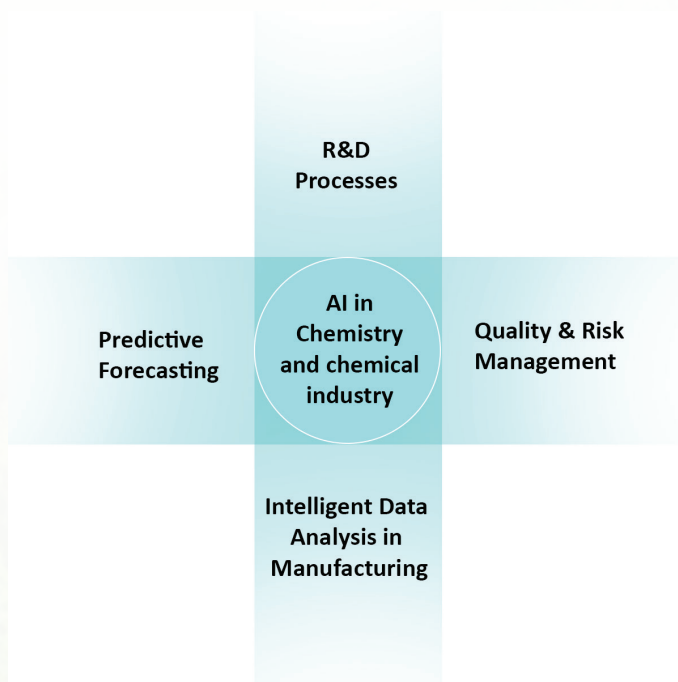 R&D
Processes
Predictive
Forecasting
AI in
Chemistry
and chemical
industry
Quality & Risk
Management
Intelligent Data
Analysis in
Manufacturing